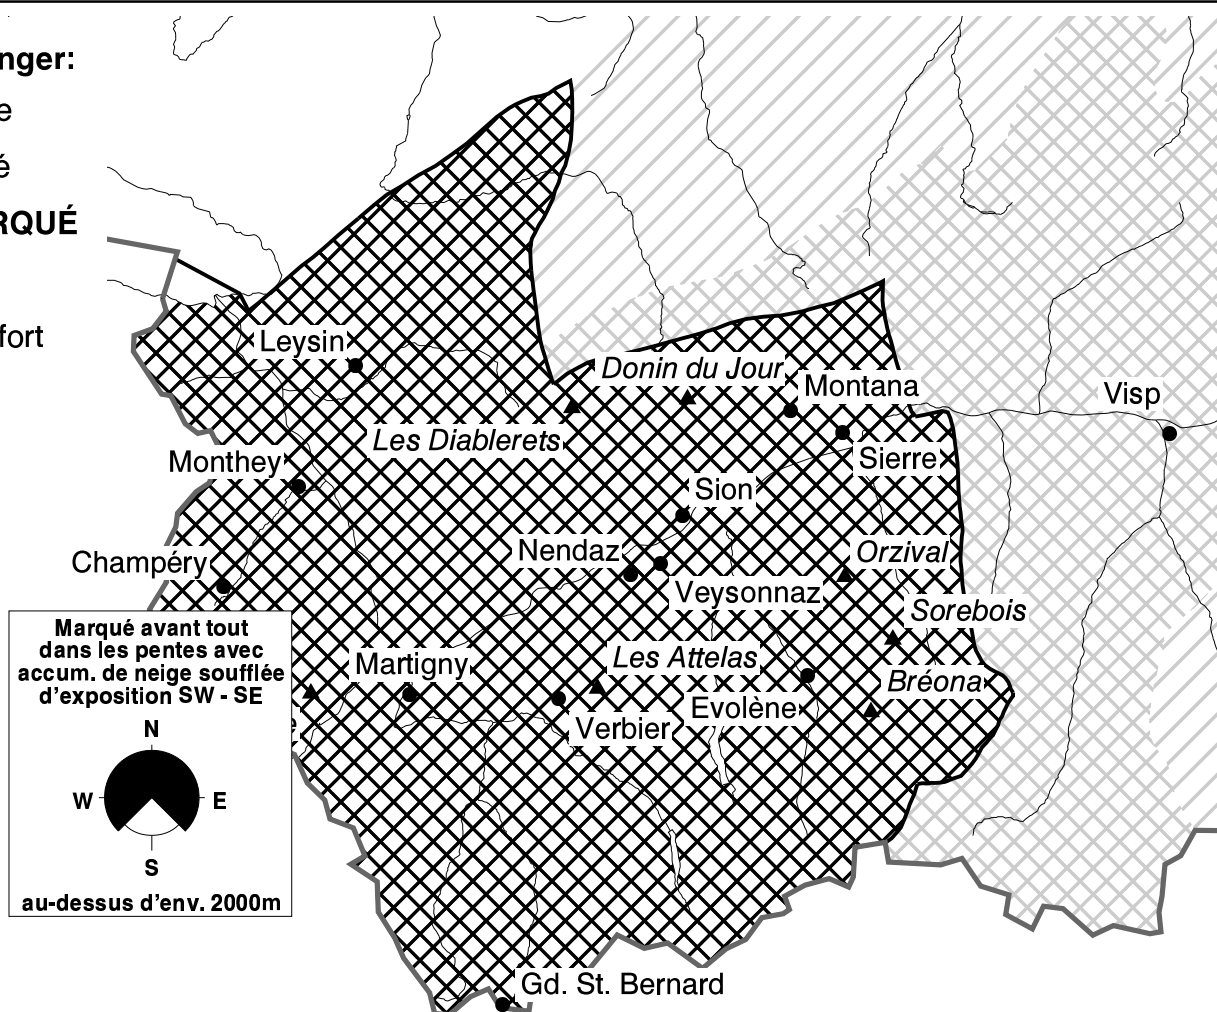 nger:
e
é
RQUÉ
fort
Leysin
Donin du Jour
Montana
Visp
Les Diablerets
Monthey
Sierre
Sion
Champéry
Nendaz
Orzival
Veysonnaz
Sorebois
Marqué avant tout
dans les pentes avec
accum. de neige soufflée
d'exposition SW - SE
Martigny
Les Attelas
Bréona
Evolène
Verbier
N
W
E
S
au-dessus d'env. 2000m
Gd. St. Bernard